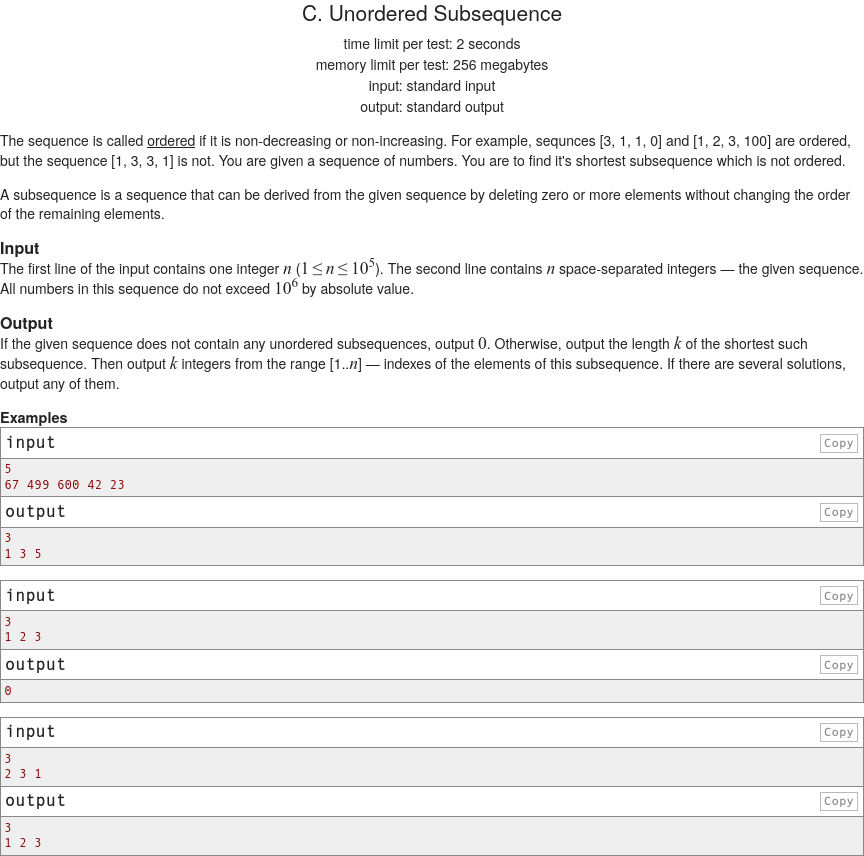 C. Unordered Subsequence
time limit per test: 2 seconds
memory limit per test: 256 megabytes
input: standard input
output: standard output
The sequence is called ordered if it is non-decreasing or non-increasing. For example, sequnces [3, 1, 1, 0] and [1, 2, 3, 100] are ordered,
but the sequence [1, 3, 3, 1] is not. You are given a sequence of numbers. You are to find it's shortest subsequence which is not ordered.
A subsequence is a sequence that can be derived from the given sequence by deleting zero or more elements without changing the order
of the remaining elements.
Input
The first line of the input contains one integer n (1 ≤ n ≤ 10^5). The second line contains n space-separated integers — the given sequence.
All numbers in this sequence do not exceed 10^6 by absolute value.
Output
If the given sequence does not contain any unordered subsequences, output 0. Otherwise, output the length k of the shortest such
subsequence. Then output k integers from the range [1..n] — indexes of the elements of this subsequence. If there are several solutions,
output any of them.
Examples
input Copy
5
67 499 600 42 23
output Copy
3
1 3 5
input Copy
3
1 2 3
output Copy
0
input Copy
3
2 3 1
output Copy
3
1 2 3